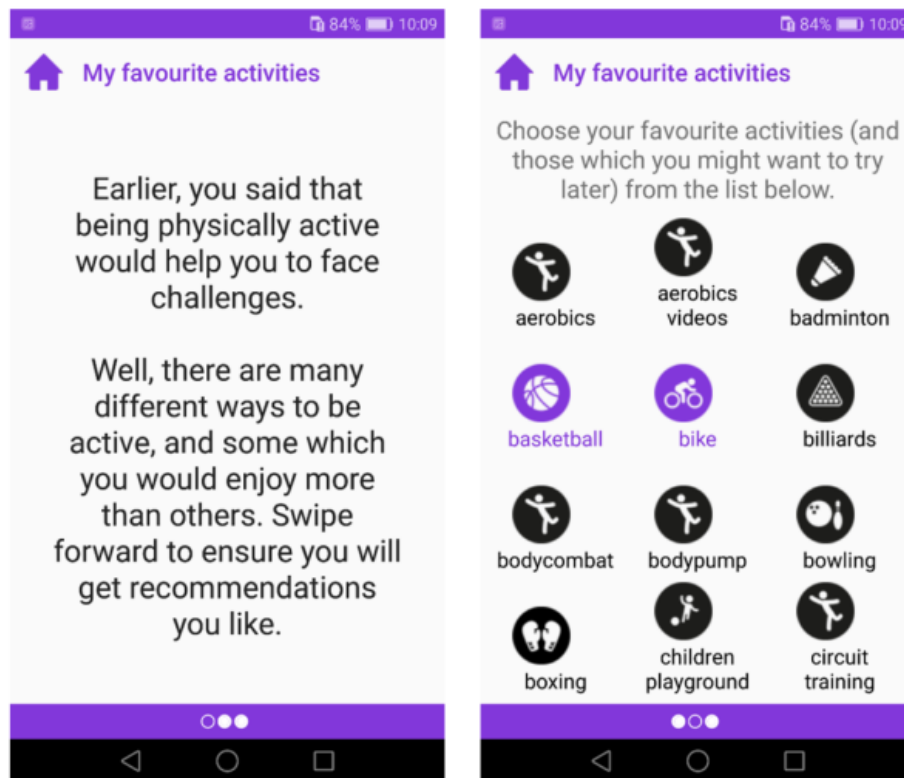 84% 10:09
My favourite activities
Earlier, you said that
being physically active
would help you to face
challenges.
Well, there are many
different ways to be
active, and some which
you would enjoy more
than others. Swipe
forward to ensure you will
get recommendations
you like.
84% 10:09
My favourite activities
Choose your favourite activities (and
those which you might want to try
later) from the list below.
aerobics
aerobics
videos
badminton
basketball
bike
billiards
bodycombat
bodypump
bowling
boxing
children
playground
circuit
training